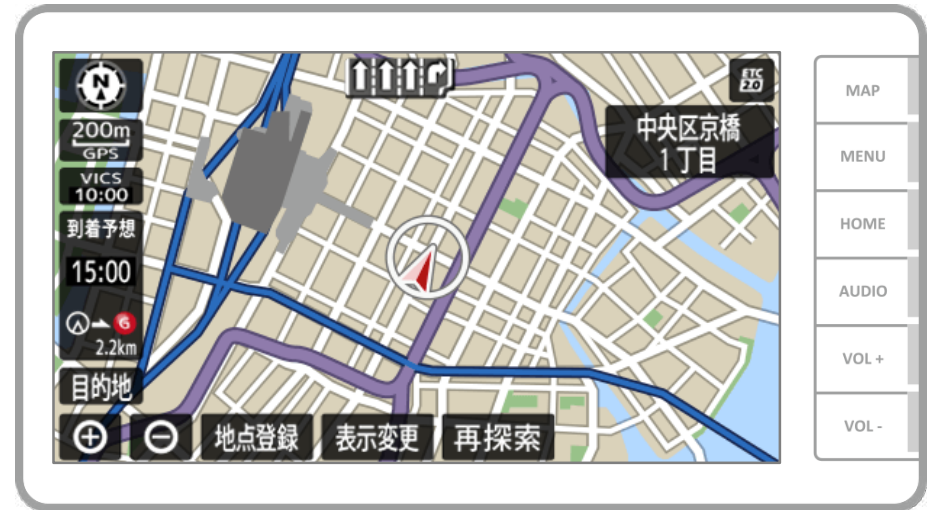 N
200m
GPS
VICS
10:00
到着予想
15:00
G
2.2km
目的地
地点登録
表示変更
再探索
ETC
2.0
中央区京橋
1丁目
MAP
MENU
HOME
AUDIO
VOL +
VOL -